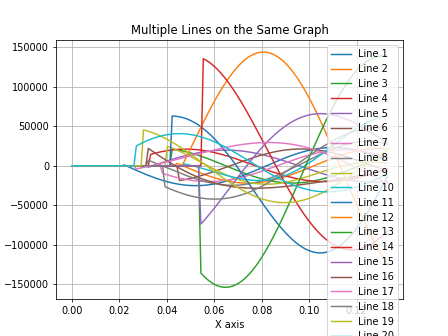 Multiple Lines on the Same Graph
150000
100000
50000
0
−50000
−100000
−150000
0.00
0.02
0.04
0.06
0.08
0.10
X axis
Line 1
Line 2
Line 3
Line 4
Line 5
Line 6
Line 7
Line 8
Line 9
Line 10
Line 11
Line 12
Line 13
Line 14
Line 15
Line 16
Line 17
Line 18
Line 19
Line 20